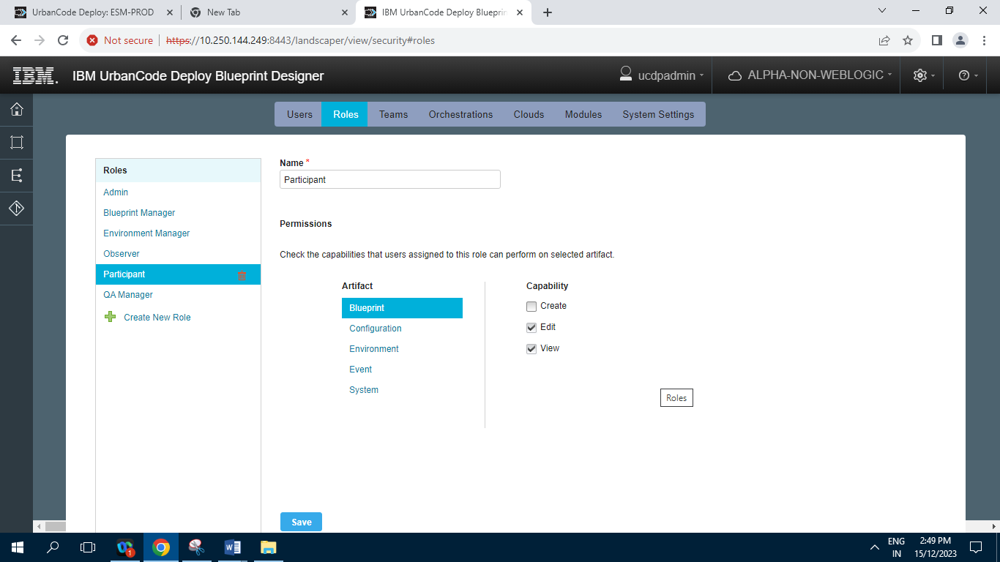 UrbanCode Deploy: ESM-PROD
New Tab
IBM UrbanCode Deploy Blueprin
Not secure
https://10.250.144.249:8443/landscaper/view/security#roles
IBM
IBM UrbanCode Deploy Blueprint Designer
ucdpadmin
ALPHA-NON-WEBLOGIC
Users
Roles
Teams
Orchestrations
Clouds
Modules
System Settings
Roles
Admin
Blueprint Manager
Environment Manager
Observer
Participant
QA Manager
Create New Role
Name *
Participant
Permissions
Check the capabilities that users assigned to this role can perform on selected artifact.
Artifact
Blueprint
Configuration
Environment
Event
System
Capability
Create
Edit
View
Roles
Save
1
ENG
IN
2:49 PM
15/12/2023